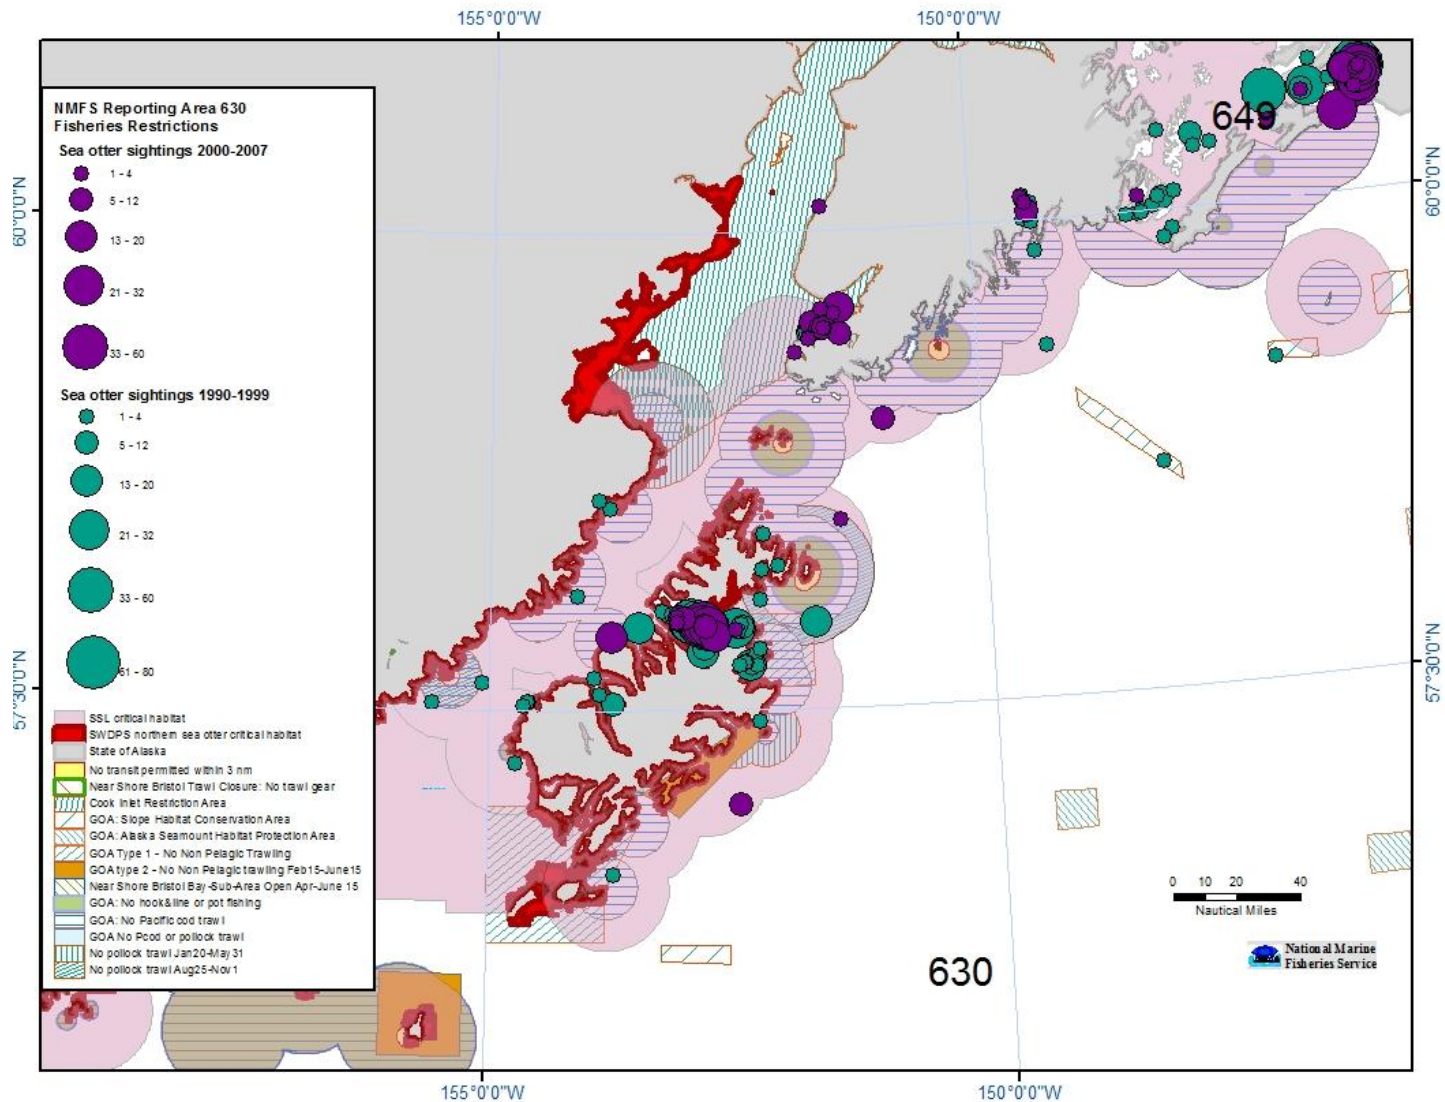 155°0'0"W
150°0'0"W
649
60°0'0"N
60°0'0"N
NMFS Reporting Area 630
Fisheries Restrictions
Sea otter sightings 2000-2007
1 - 4
5 - 12
13 - 20
21 - 32
33 - 60
Sea otter sightings 1990-1999
1 - 4
5 - 12
13 - 20
21 - 32
33 - 60
61 - 80
57°30'0"N
57°30'0"N
SSL critical habitat
SWDPS northern sea otter critical habitat
State of Alaska
No transit permitted within 3 nm
Near Shore Bristol Trawl Closure: No trawl gear
Cook Inlet Restriction Area
GOA: Slope Habitat Conservation Area
GOA: Alaska Seamount Habitat Protection Area
GOA Type 1 - No Non Pelagic Trawling
GOA type 2 - No Non Pelagic trawling Feb15-June15
Near Shore Bristol Bay-Sub-Area Open Apr-June 15
GOA: No hook&line or pot fishing
GOA: No Pacific cod trawl
GOA No Pcod or pollock trawl
No pollock trawl Jan20-May31
No pollock trawl Aug25-Nov1
0 10 20 40
Nautical Miles
National Marine
Fisheries Service
630
155°0'0"W
150°0'0"W